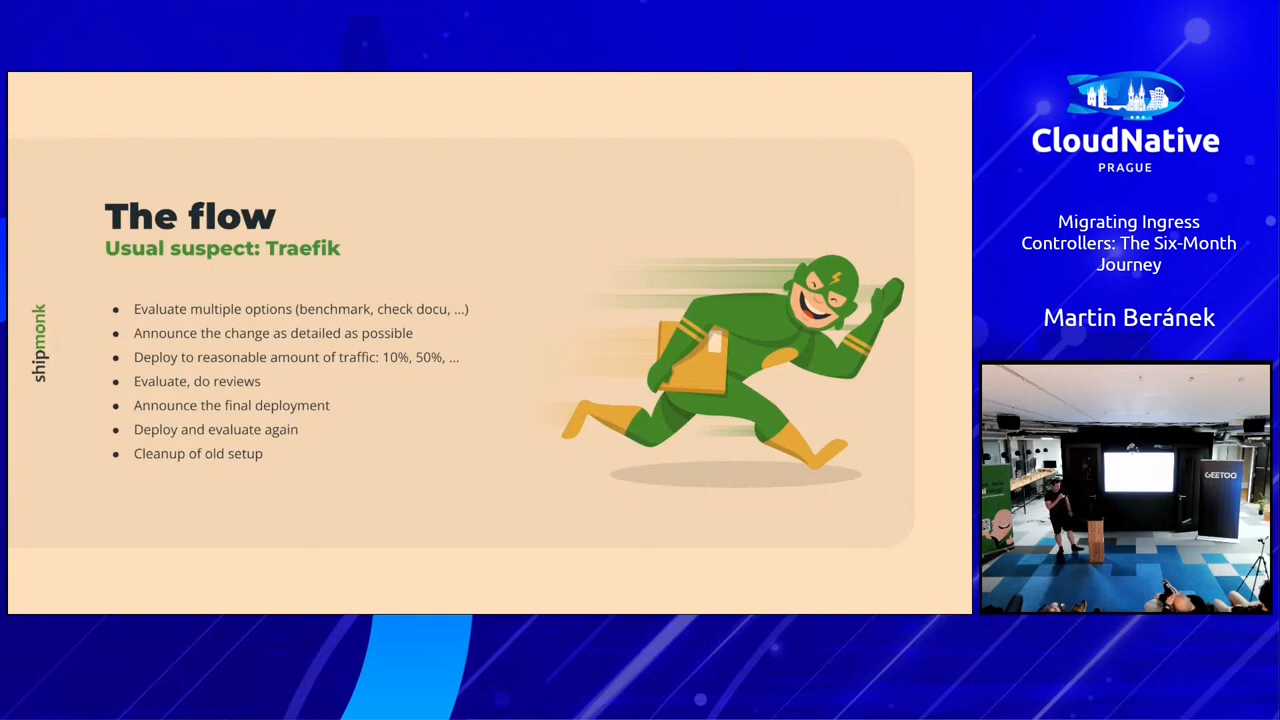 The flow
Usual suspect: Traefik
● Evaluate multiple options (benchmark, check docu, ...)
● Announce the change as detailed as possible
● Deploy to reasonable amount of traffic: 10%, 50%, ...
● Evaluate, do reviews
● Announce the final deployment
● Deploy and evaluate again
● Cleanup of old setup
shipmonk
CloudNative
PRAGUE
Migrating Ingress
Controllers: The Six-Month
Journey
Martin Beránek
GEETOO